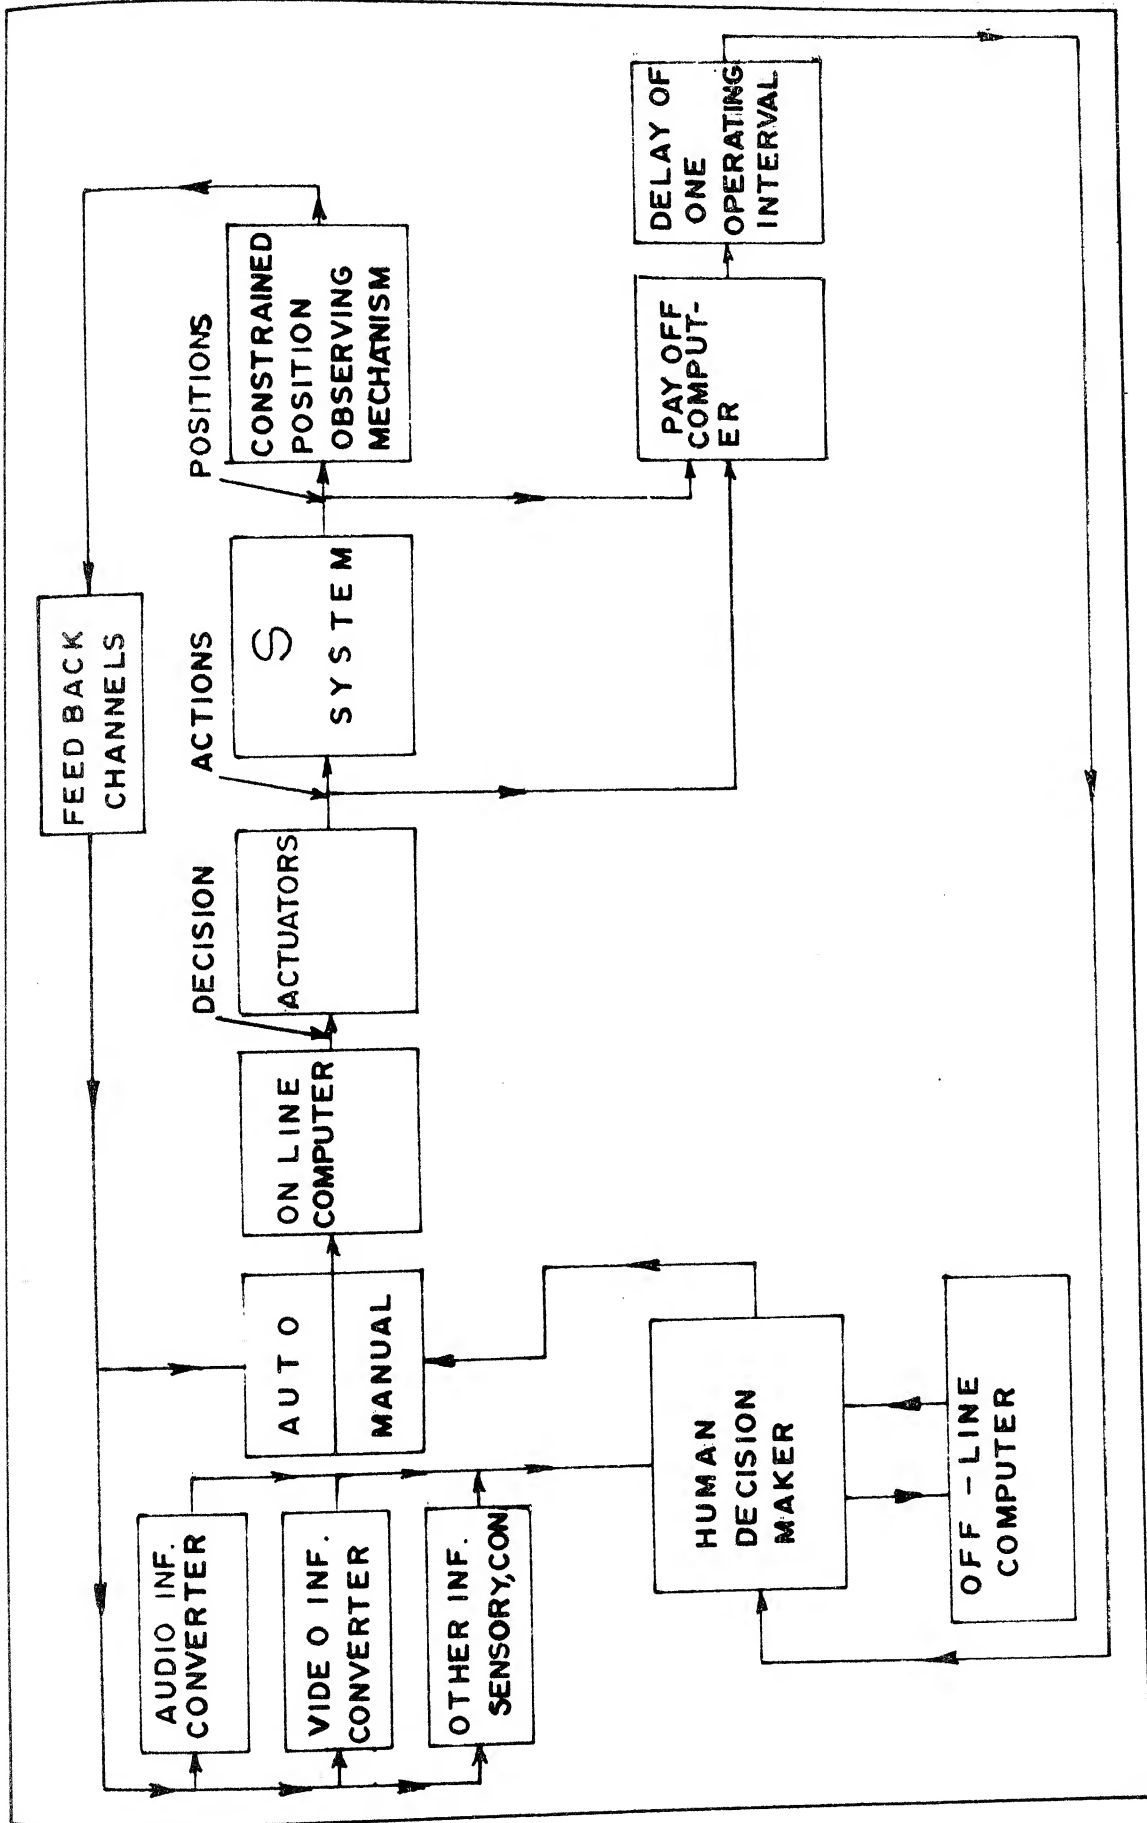 FEED BACK
CHANNELS
AUDIO INF.
CONVERTER
VIDEO INF.
CONVERTER
OTHER INF.
SENSORY,CON
AUTO
MANUAL
ON LINE
COMPUTER
DECISION
ACTUATORS
ACTIONS
S
SYSTEM
POSITIONS
CONSTRAINED
POSITION
OBSERVING
MECHANISM
HUMAN
DECISION
MAKER
OFF -LINE
COMPUTER
PAY OFF
COMPUT-
ER
DELAY OF
ONE
OPERATING
INTERVAL